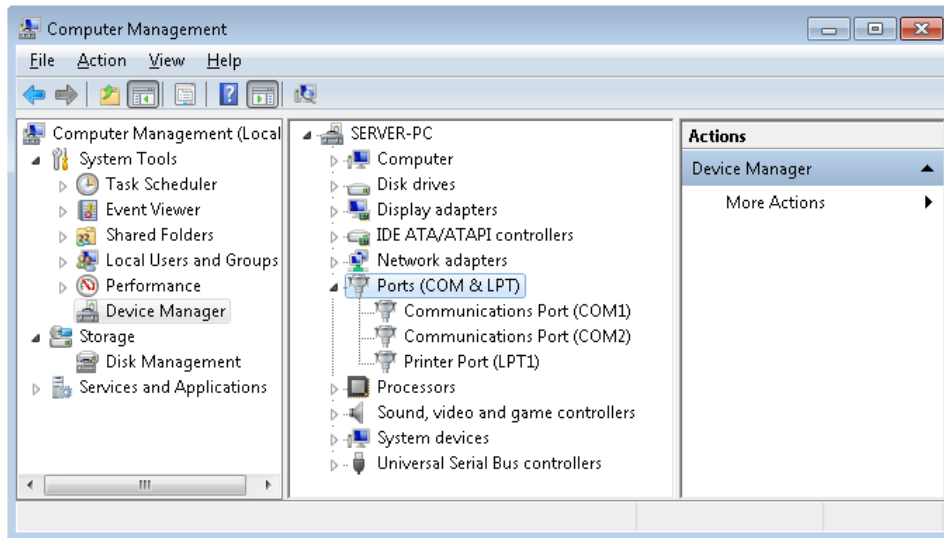 Computer Management
File Action View Help
Computer Management (Local
System Tools
Task Scheduler
Event Viewer
Shared Folders
Local Users and Groups
Performance
Device Manager
Storage
Disk Management
Services and Applications
SERVER-PC
Computer
Disk drives
Display adapters
IDE ATA/ATAPI controllers
Network adapters
Ports (COM & LPT)
Communications Port (COM1)
Communications Port (COM2)
Printer Port (LPT1)
Processors
Sound, video and game controllers
System devices
Universal Serial Bus controllers
Actions
Device Manager
More Actions